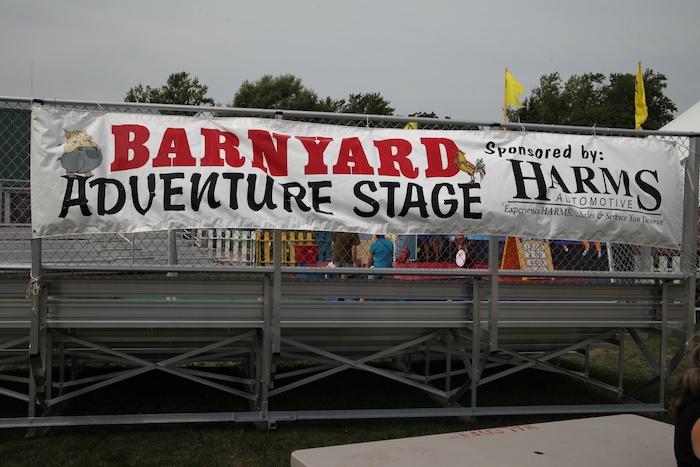 BARNYARD
ADVENTURE STAGE
Sponsored by:
HARMS
AUTOMOTIVE
Experience HARMS...Sales & Service You Deserve